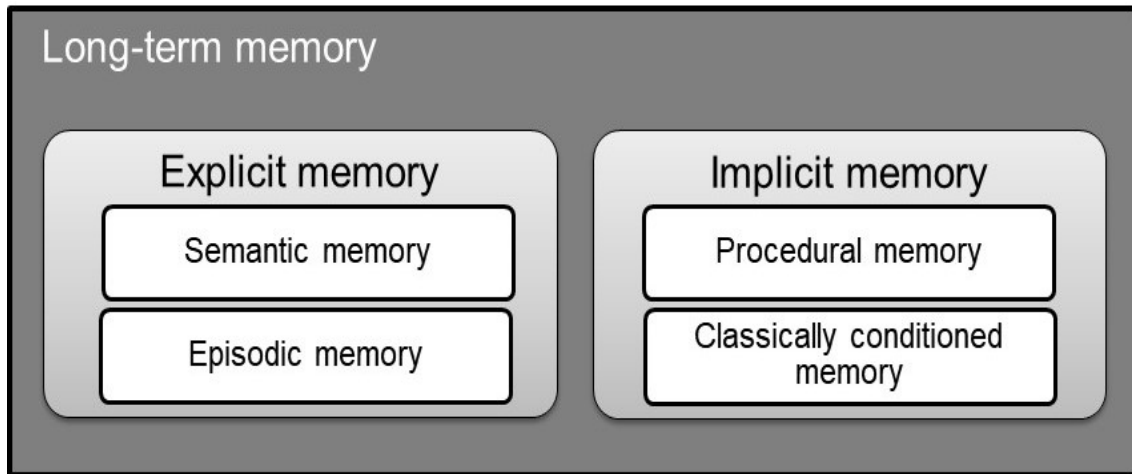 Long-term memory
Explicit memory
Semantic memory
Episodic memory
Implicit memory
Procedural memory
Classically conditioned
memory